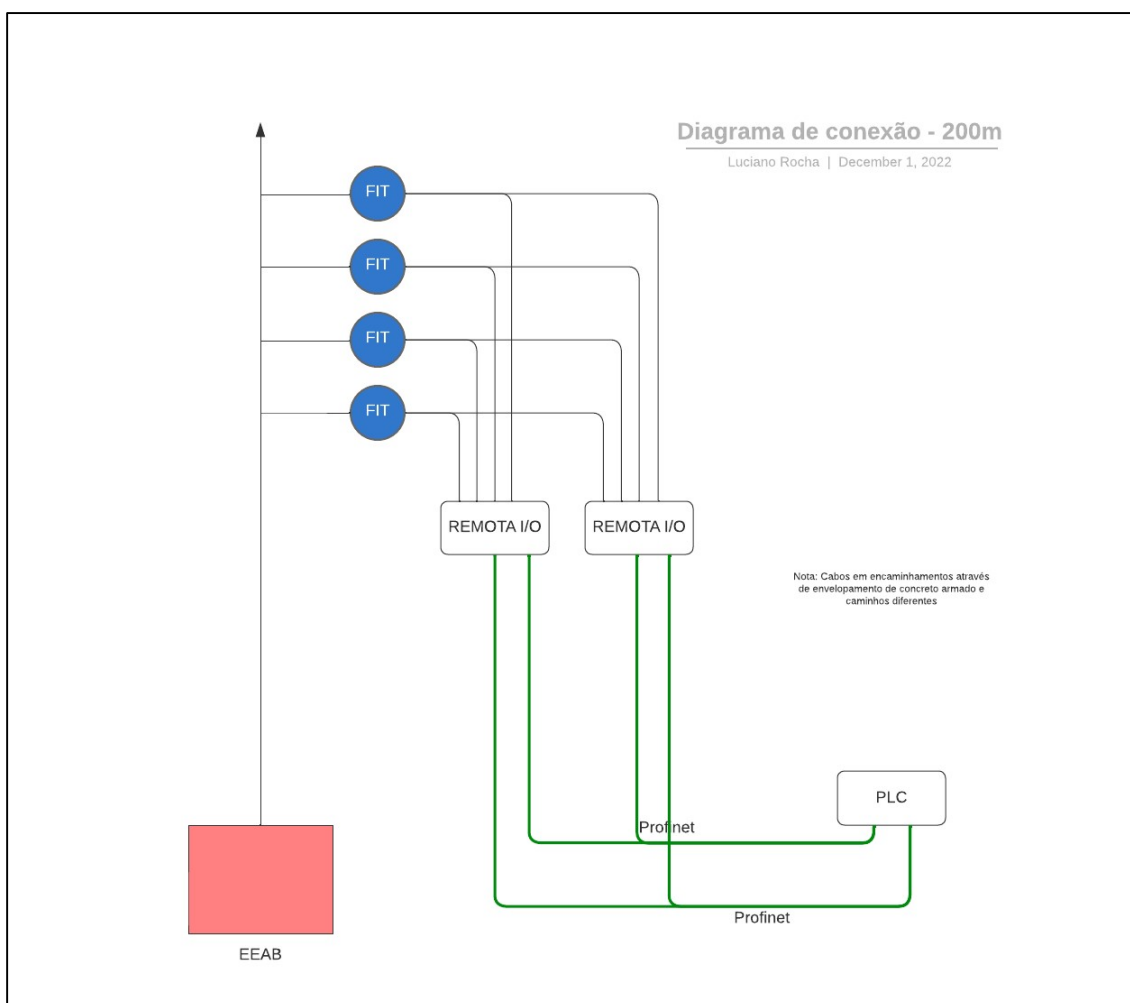 Diagrama de conexão - 200m
Luciano Rocha | December 1, 2022
FIT
FIT
FIT
FIT
REMOTA I/O
REMOTA I/O
Nota: Cabos em encaminhamentos através
de envelopamento de concreto armado e
caminhos diferentes
PLC
Profinet
Profinet
EEAB